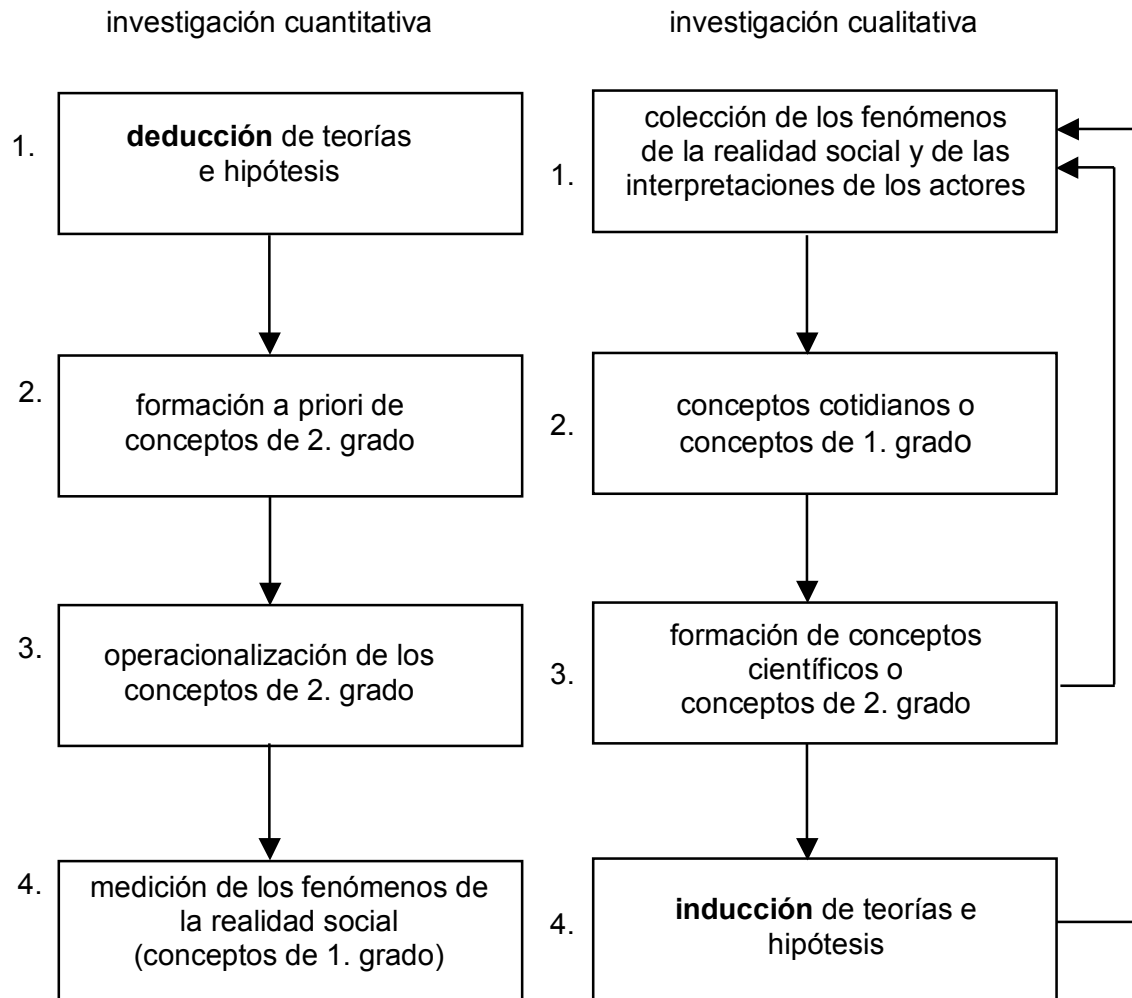 investigación cuantitativa
1.
deducción de teorías
e hipótesis
2.
formación a priori de
conceptos de 2. grado
3.
operacionalización de los
conceptos de 2. grado
4.
medición de los fenómenos de
la realidad social
(conceptos de 1. grado)
investigación cualitativa
1.
colección de los fenómenos
de la realidad social y de las
interpretaciones de los actores
2.
conceptos cotidianos o
conceptos de 1. grado
3.
formación de conceptos
científicos o
conceptos de 2. grado
4.
inducción de teorías e
hipótesis